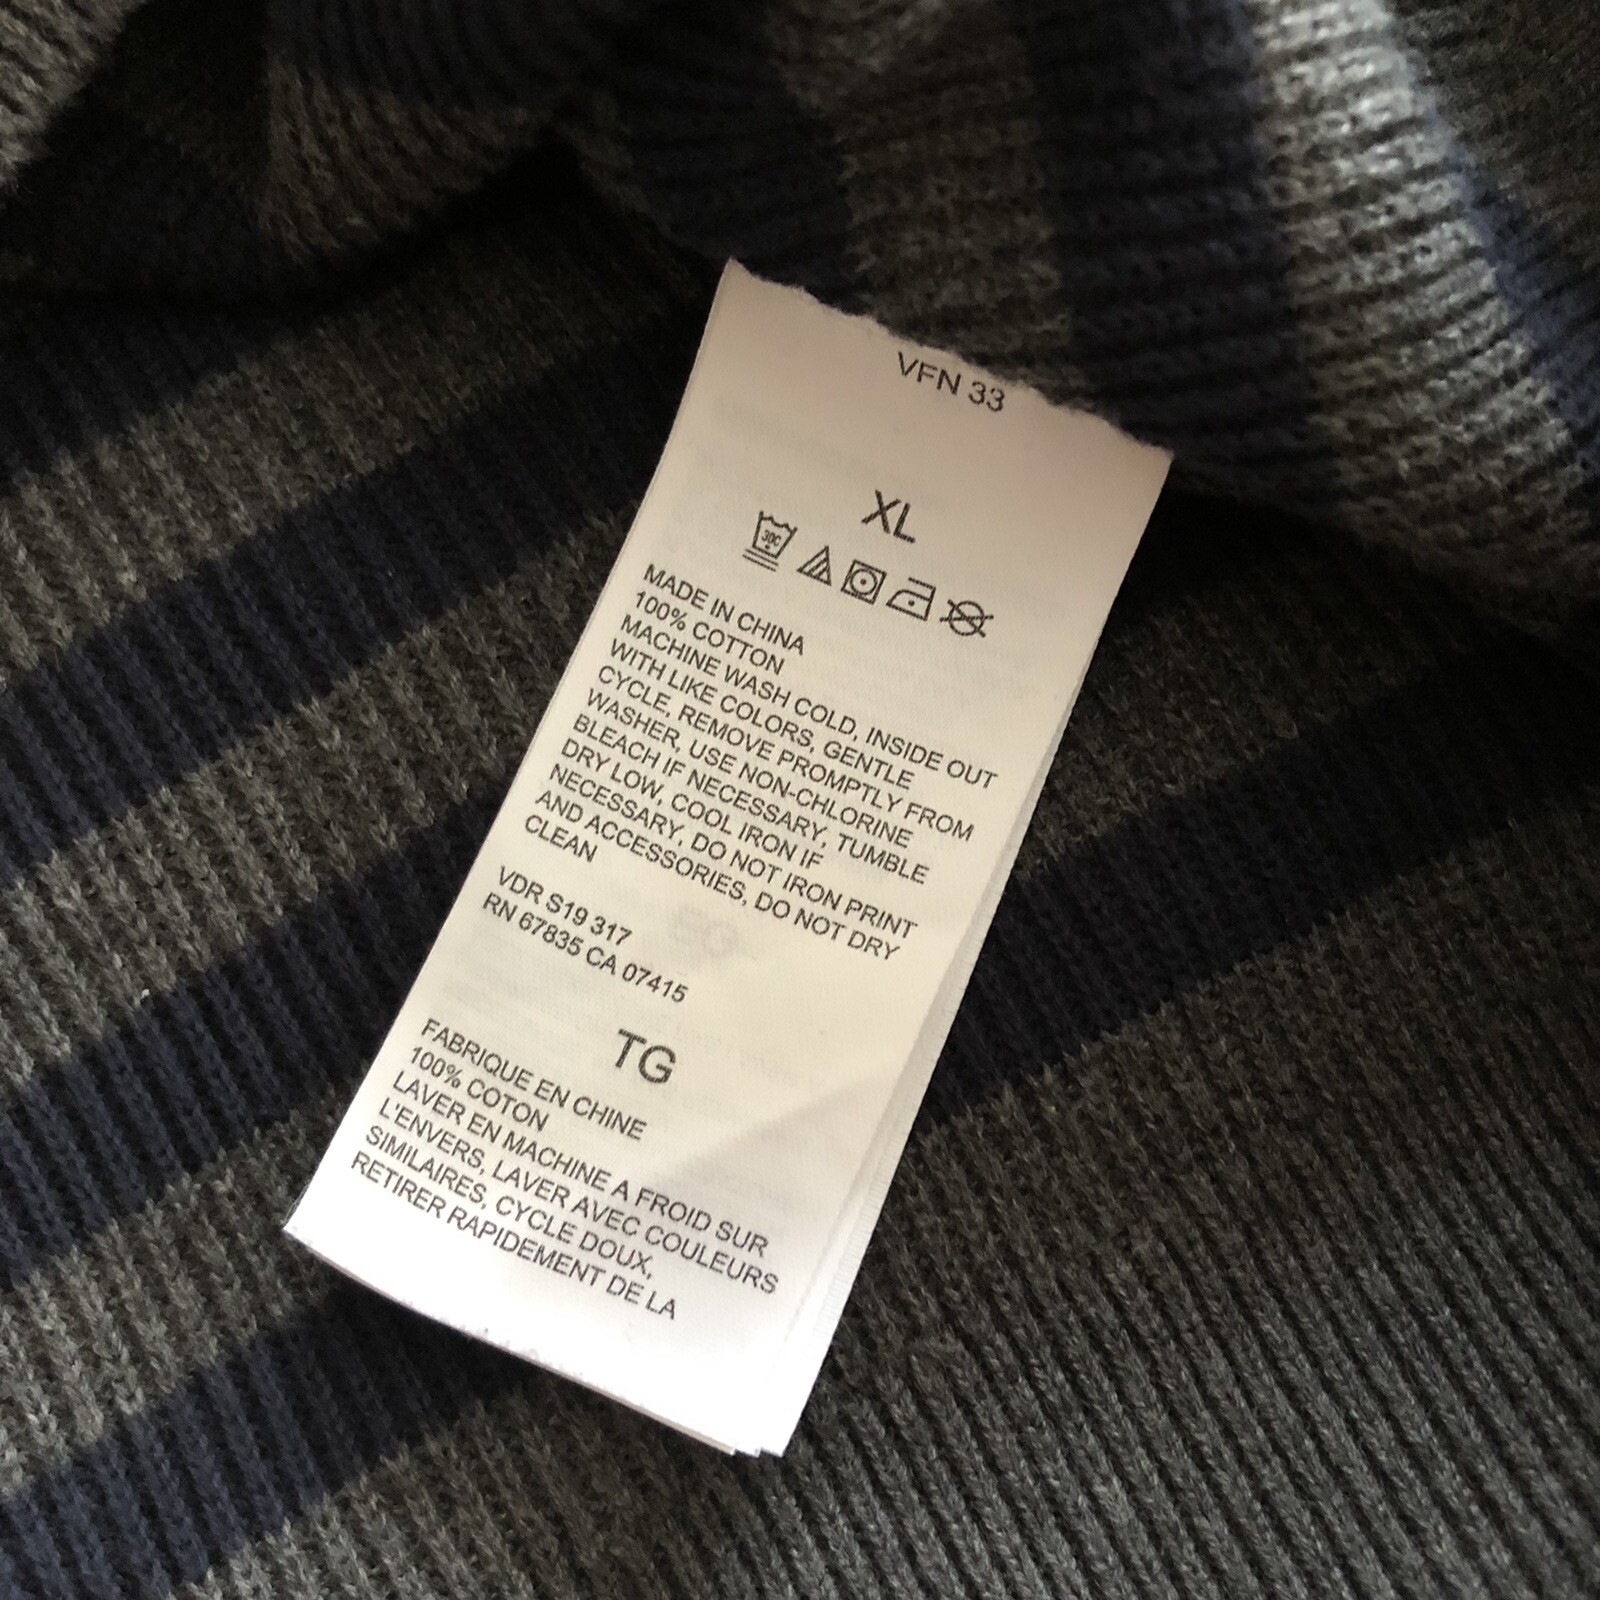 VFN 33
XL
30C
MADE IN CHINA
100% COTTON
MACHINE WASH COLD, INSIDE OUT
WITH LIKE COLORS, GENTLE
CYCLE, REMOVE PROMPTLY FROM
WASHER, USE NON-CHLORINE
BLEACH IF NECESSARY, TUMBLE
DRY LOW, COOL IRON IF
NECESSARY, DO NOT IRON PRINT
AND ACCESSORIES, DO NOT DRY
CLEAN
VDR S19 317
RN 67835 CA 07415
TG
FABRIQUE EN CHINE
100% COTON
LAVER EN MACHINE A FROID SUR
L'ENVERS, LAVER AVEC COULEURS
SIMILAIRES, CYCLE DOUX,
RETIRER RAPIDEMENT DE LA